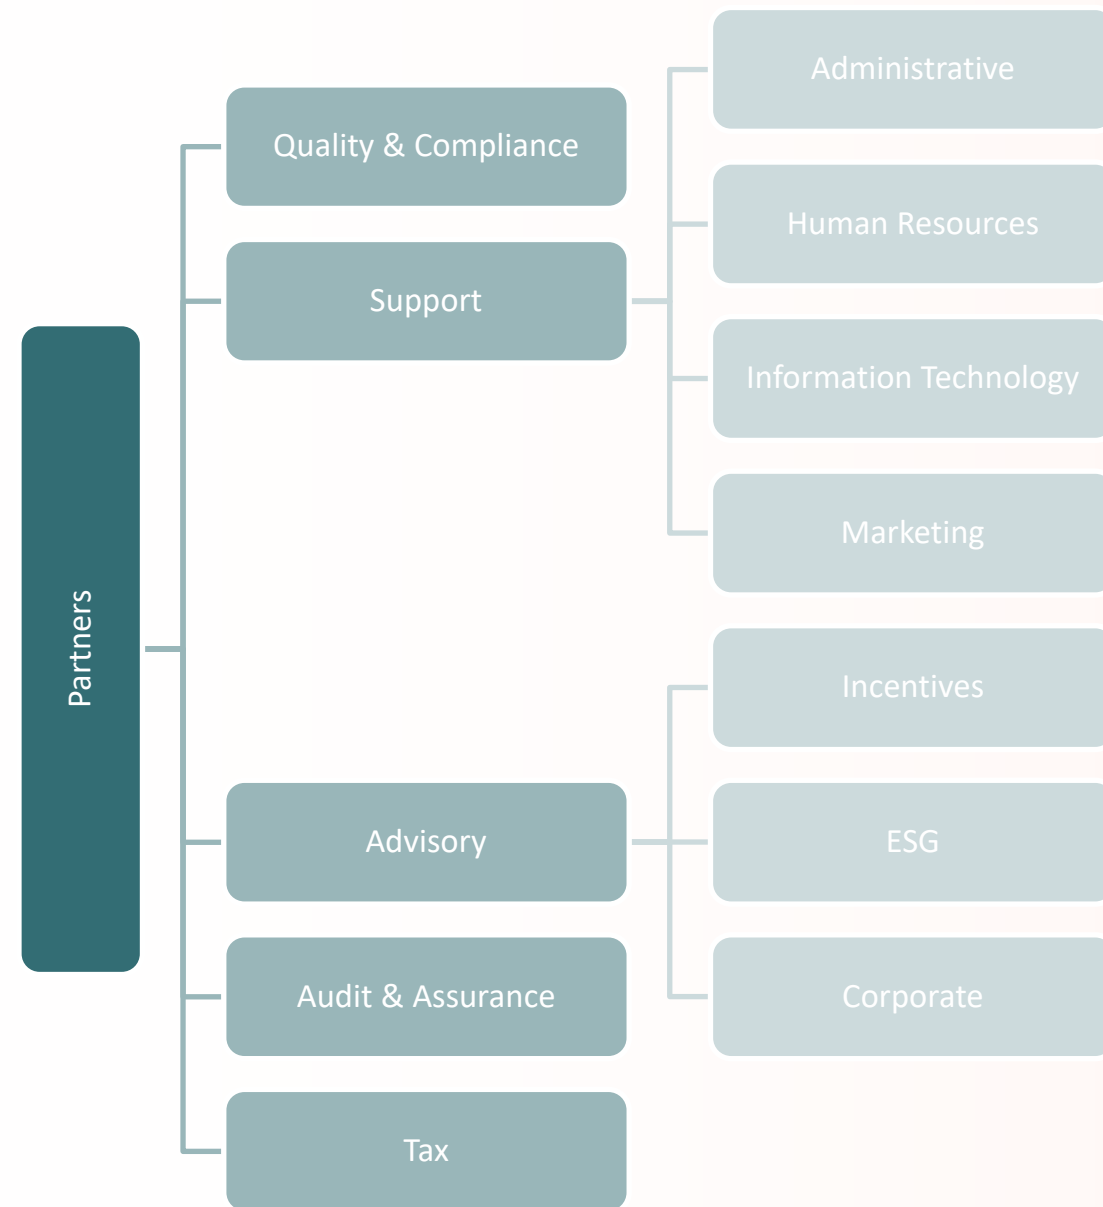 Partners
Quality & Compliance
Support
Administrative
Human Resources
Information Technology
Marketing
Advisory
Incentives
ESG
Corporate
Audit & Assurance
Tax